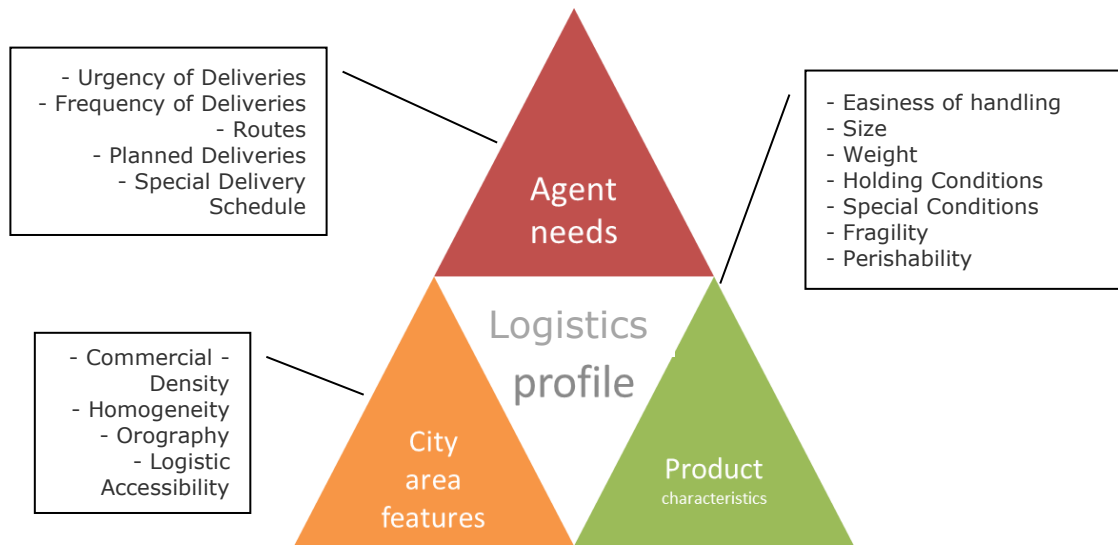 - Urgency of Deliveries
- Frequency of Deliveries
- Routes
- Planned Deliveries
- Special Delivery
Schedule
- Easiness of handling
- Size
- Weight
- Holding Conditions
- Special Conditions
- Fragility
- Perishability
Agent
needs
Logistics
profile
- Commercial -
Density
- Homogeneity
- Orography
- Logistic
Accessibility
City
area
features
Product
characteristics